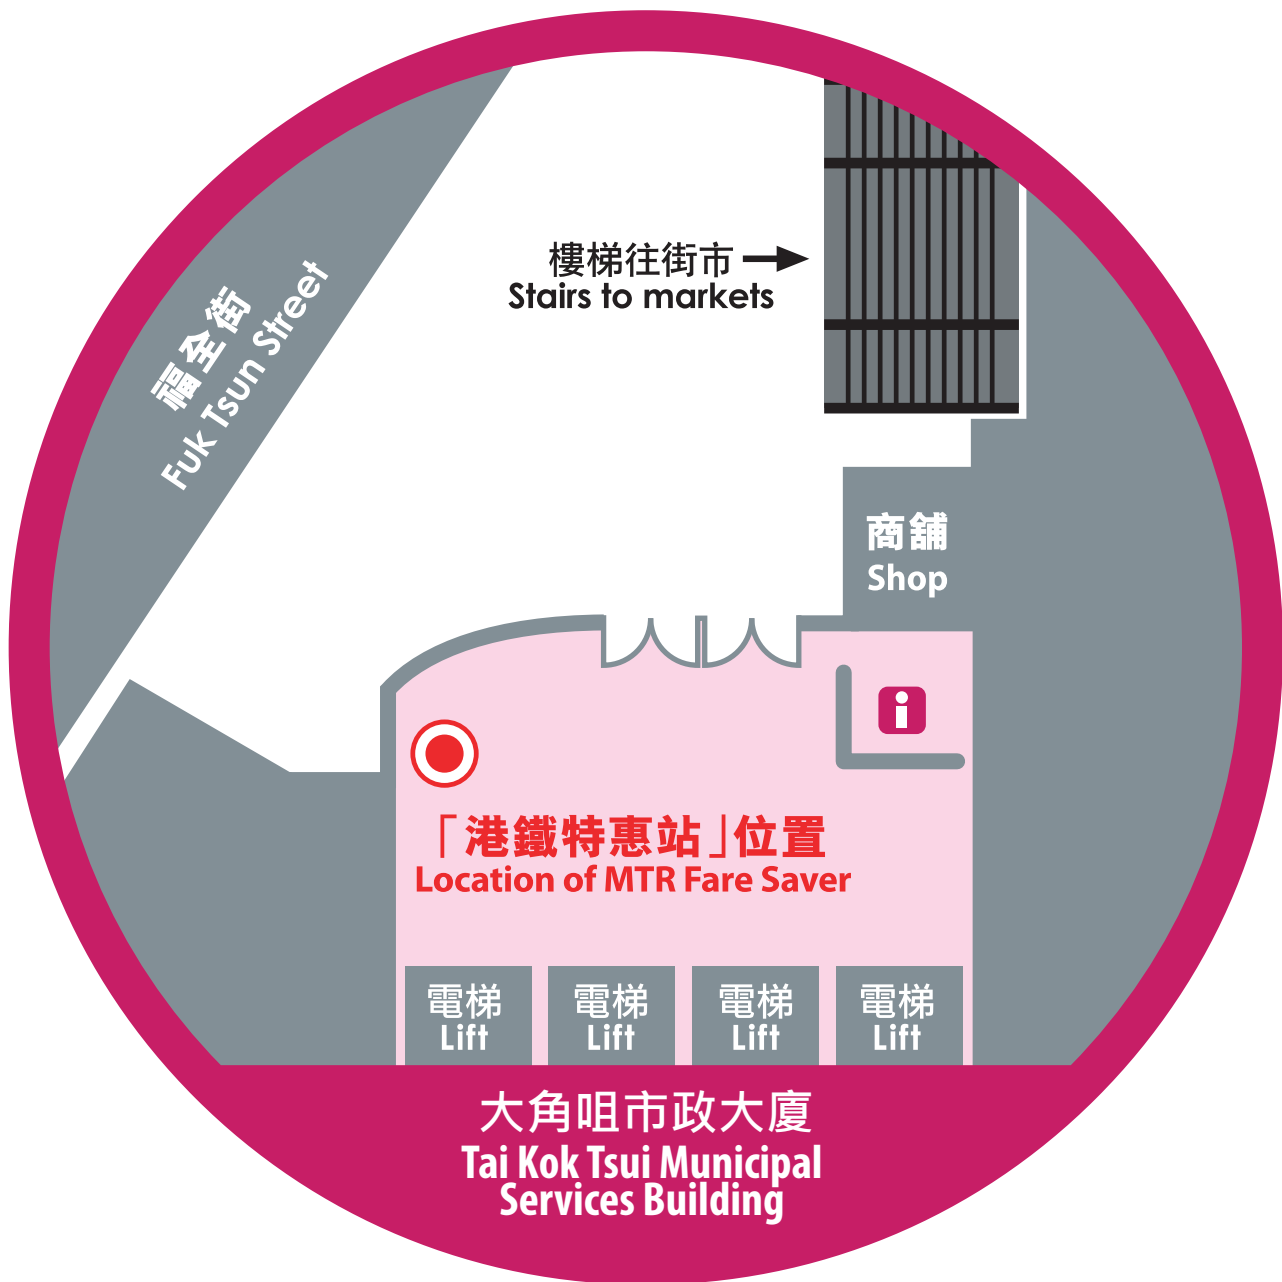 樓梯往街市
Stairs to markets
福全街
Fuk Tsun Street
商舖
Shop
i
「港鐵特惠站」位置
Location of MTR Fare Saver
電梯
Lift
電梯
Lift
電梯
Lift
電梯
Lift
大角咀市政大廈
Tai Kok Tsui Municipal
Services Building